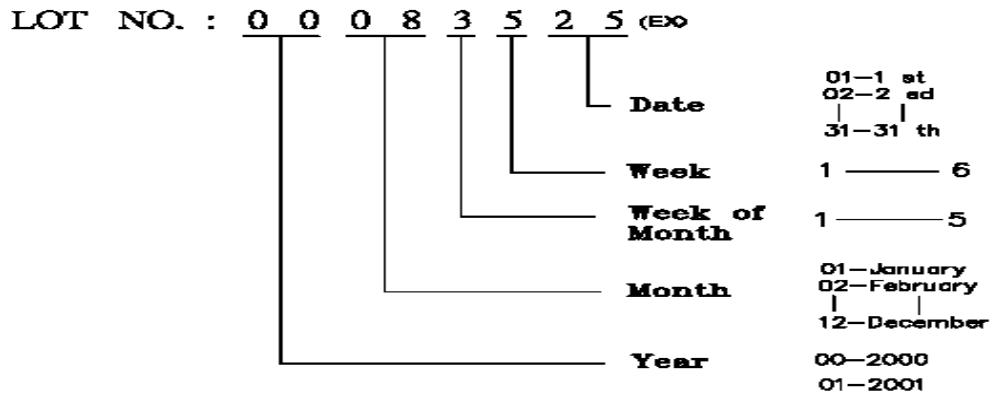 LOT NO. : 0 0 0 8 3 5 2 5 (EX)
Date 01-1 st
02-2 ed
31-31 th
Week 1 6
Week of Month 1 5
Month 01-January
02-February
12-December
Year 00-2000
01-2001